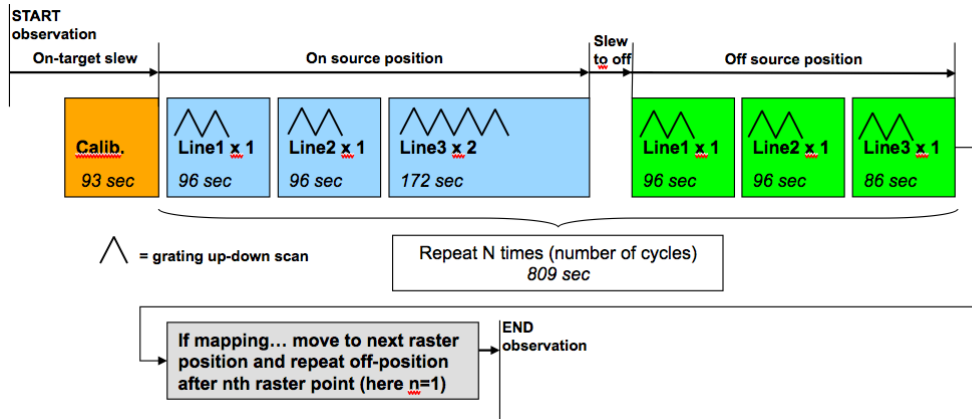 START
observation
On-target slew
On source position
Slew
to off
Off source position
Calib.
93 sec
Line1 x 1
96 sec
Line2 x 1
96 sec
Line3 x 2
172 sec
Line1 x 1
96 sec
Line2 x 1
96 sec
Line3 x 1
86 sec
= grating up-down scan
Repeat N times (number of cycles)
809 sec
If mapping... move to next raster
position and repeat off-position
after nth raster point (here n=1)
END
observation